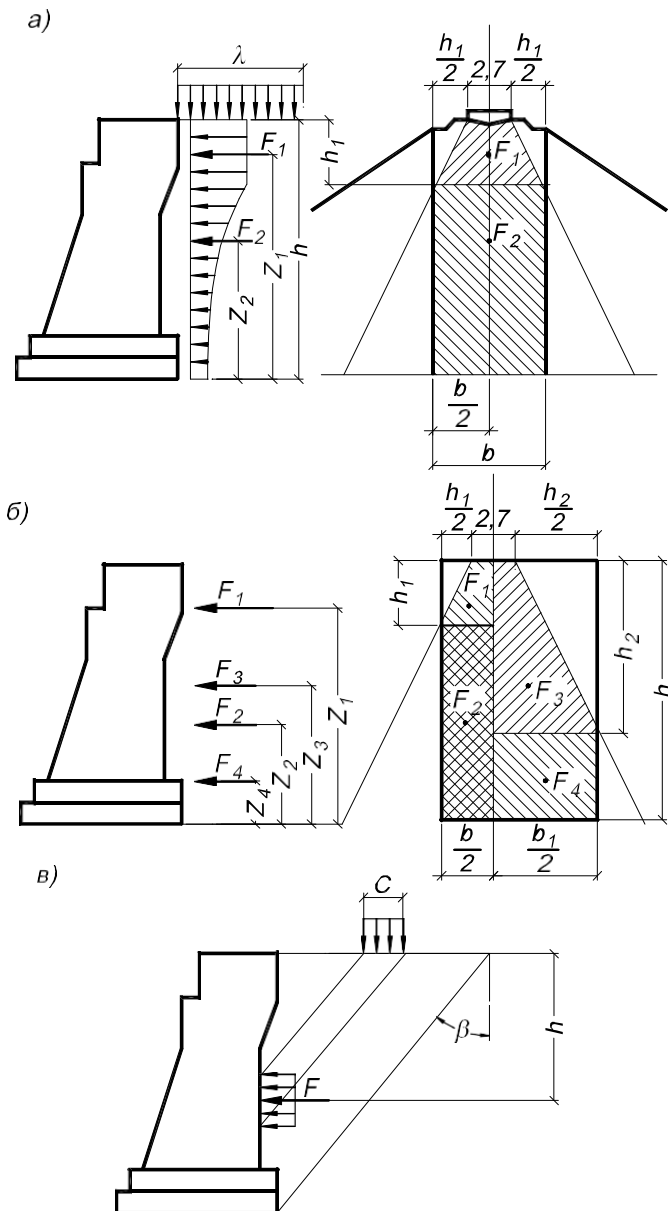 а)
λ
h₁/2 2,7 h₁/2
F₁
F₂
Z₂
Z₁
h
h₁
F₁
F₂
b/2
b
б)
h₁/2 2,7 h₂/2
F₁
F₃
F₂
F₄
Z₄
Z₂
Z₃
Z₁
h₁
F₁
F₂
F₃
F₄
h₂
h
b/2 b₁/2
в)
C
β
h
F